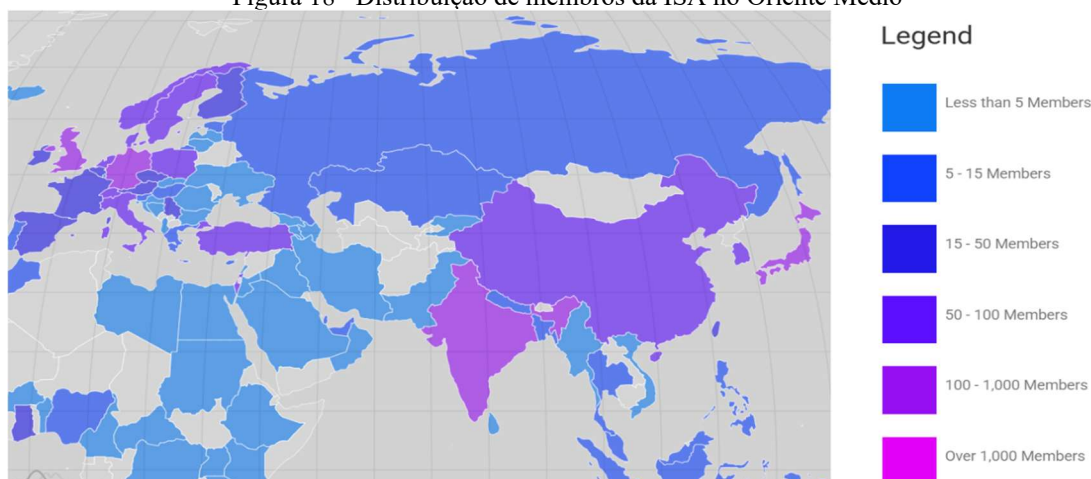 Figura 18 - Distribuição de membros da ISA no Oriente Médio
Legend
Less than 5 Members
5 - 15 Members
15 - 50 Members
50 - 100 Members
100 - 1,000 Members
Over 1,000 Members